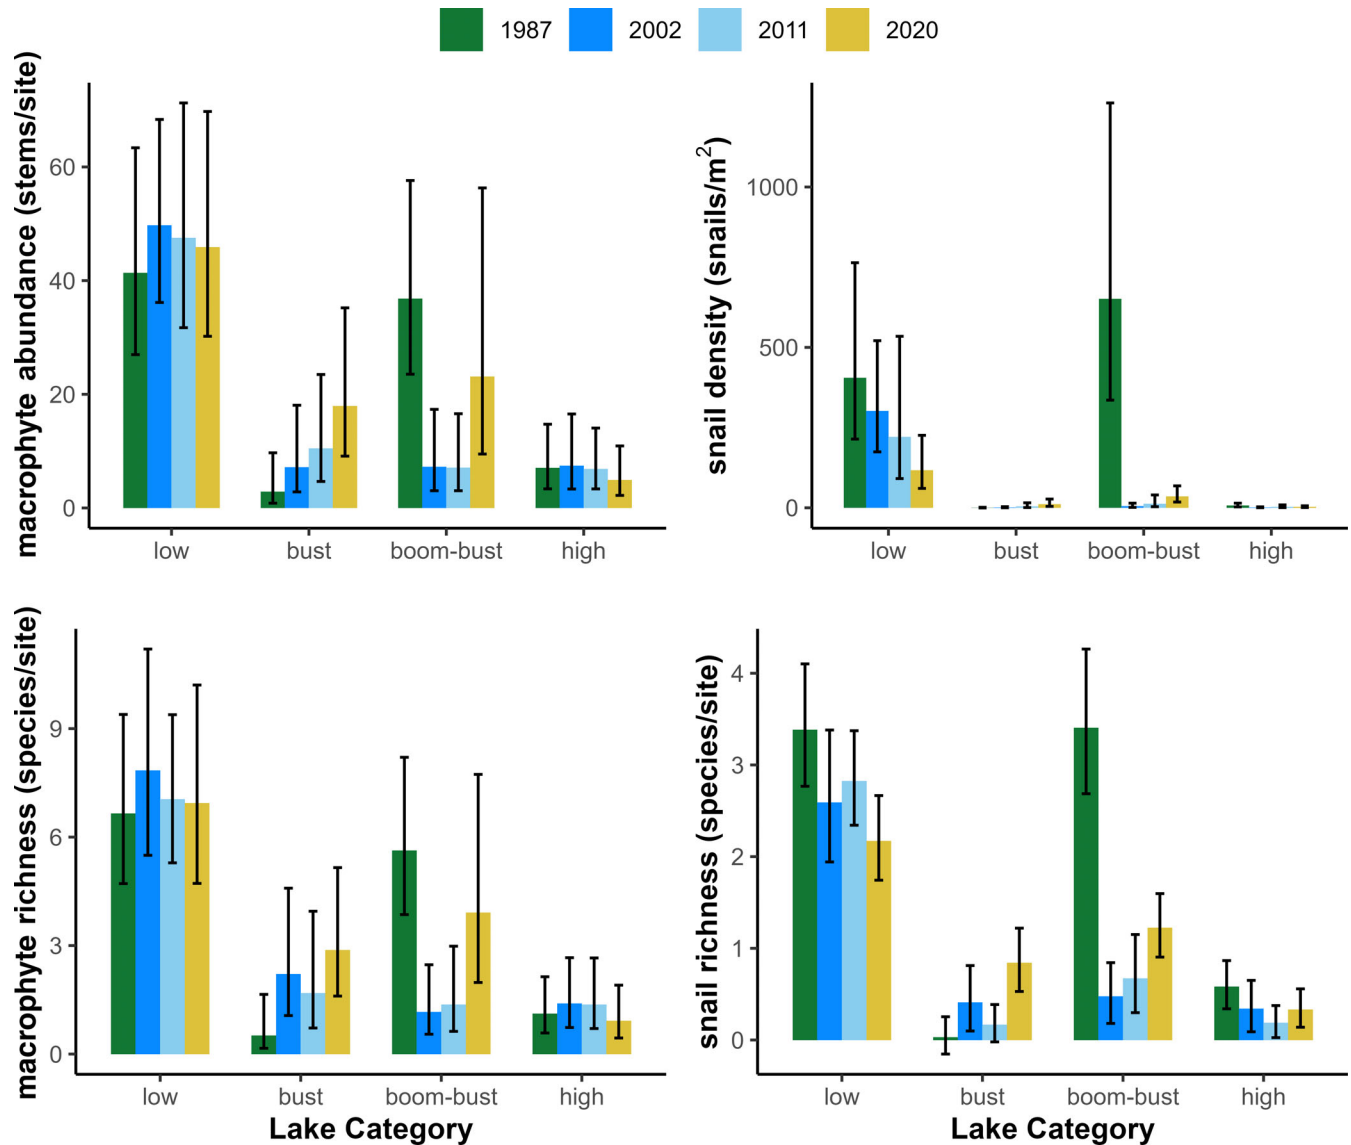 1987 2002 2011 2020
macrophyte abundance (stems/site)
60
40
20
0
low bust boom-bust high
snail density (snails/m²)
1000
500
0
low bust boom-bust high
macrophyte richness (species/site)
9
6
3
0
low bust boom-bust high
Lake Category
snail richness (species/site)
4
3
2
1
0
low bust boom-bust high
Lake Category